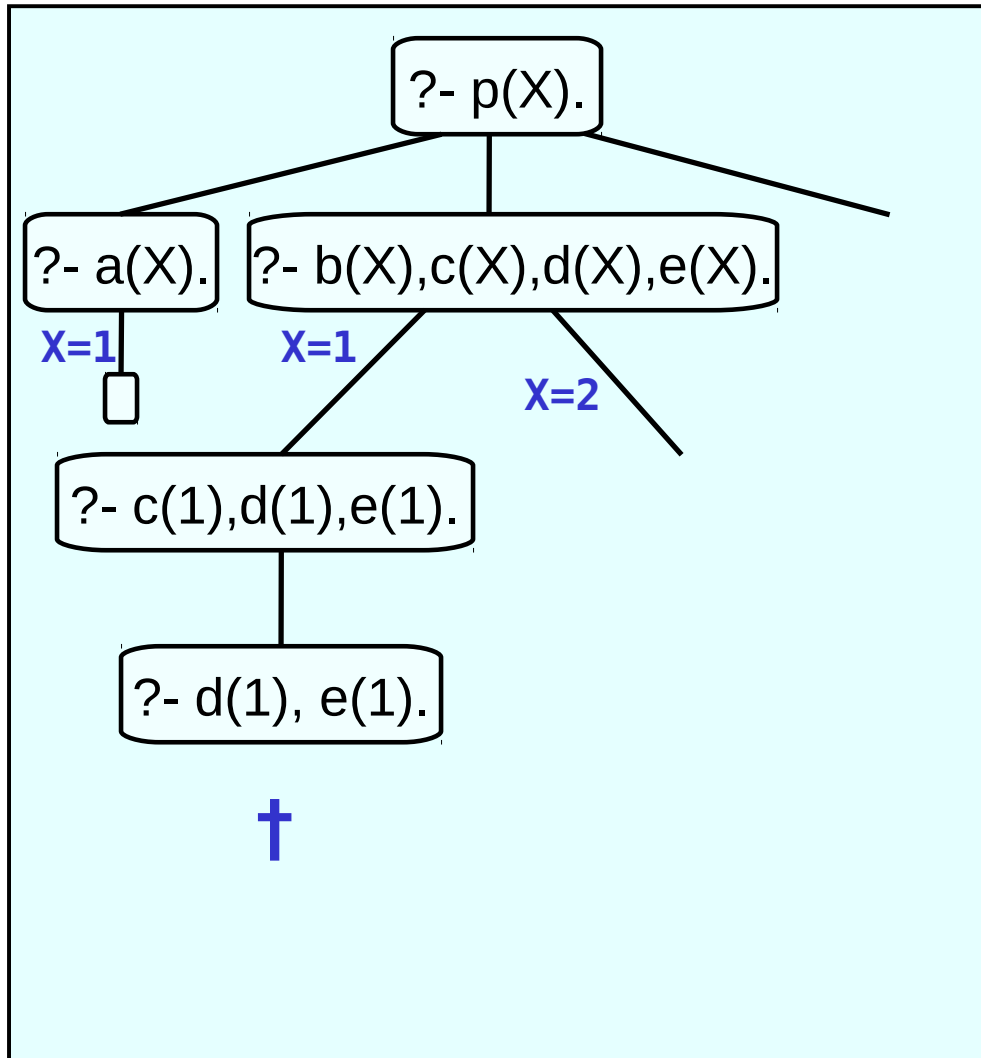 ?- p(X).
?- a(X).
?- b(X),c(X),d(X),e(X).
X=1
X=1
X=2
?- c(1),d(1),e(1).
?- d(1), e(1).
†